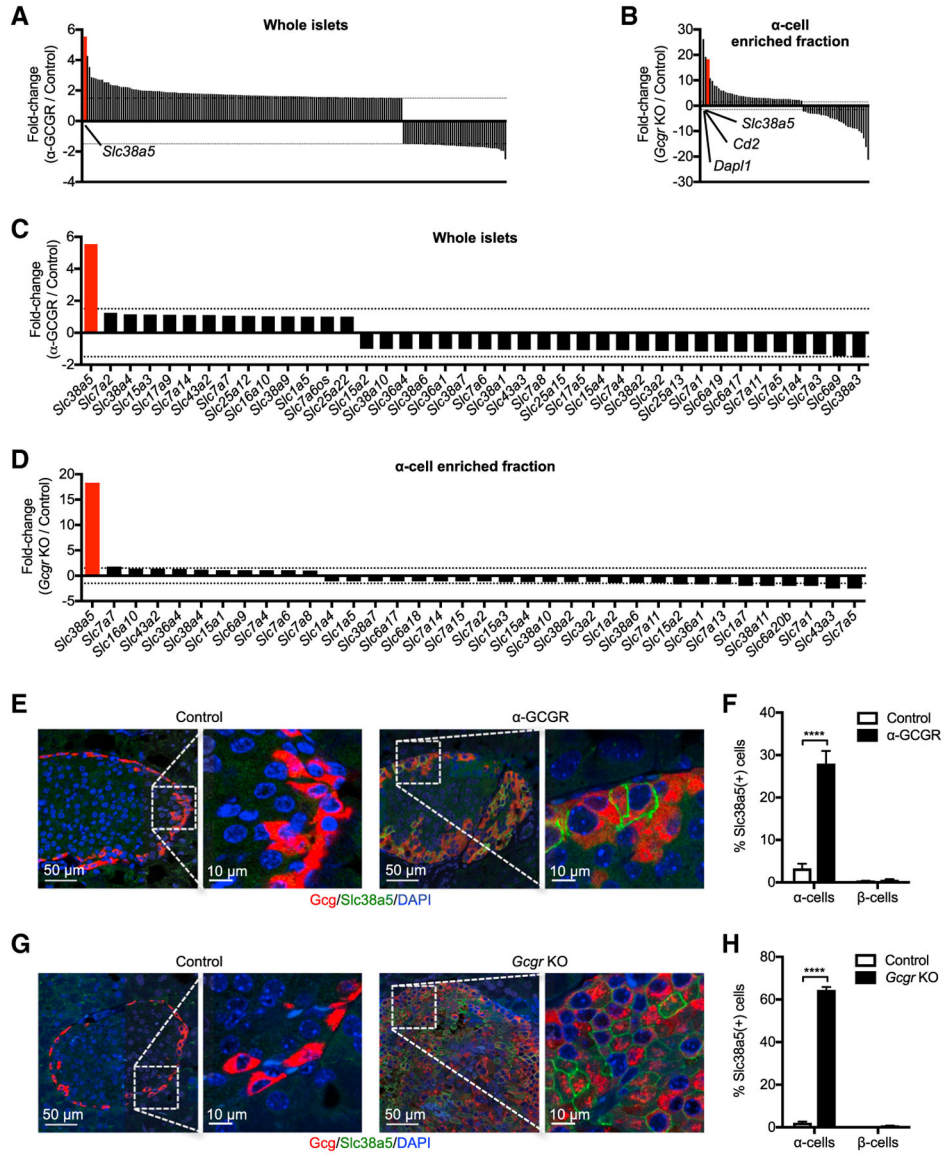 A
Whole islets
Fold-change
(α-GCGR / Control)
6
4
2
0
-2
-4
Slc38a5
B
α-cell
enriched fraction
Fold-change
(Gcgr KO / Control)
30
20
10
0
-10
-20
-30
Slc38a5
Cd2
Dapl1
C
Whole islets
Fold-change
(α-GCGR / Control)
6
4
2
0
-2
Slc38a5
Slc7a2
Slc38a4
Slc15a3
Slc17a9
Slc7a14
Slc43a2
Slc7a7
Slc25a12
Slc16a10
Slc38a9
Slc1a5
Slc7a6os
Slc25a22
Slc15a2
Slc38a10
Slc36a4
Slc38a6
Slc36a1
Slc38a7
Slc7a6
Slc38a1
Slc43a3
Slc7a8
Slc25a15
Slc17a5
Slc15a4
Slc7a4
Slc38a2
Slc3a2
Slc25a13
Slc7a1
Slc6a19
Slc6a17
Slc7a11
Slc7a5
Slc1a4
Slc7a3
Slc6a9
Slc38a3
D
α-cell enriched fraction
Fold-change
(Gcgr KO / Control)
20
15
10
5
0
-5
Slc38a5
Slc7a7
Slc16a10
Slc43a2
Slc36a4
Slc38a4
Slc15a1
Slc6a9
Slc7a4
Slc7a6
Slc7a8
Slc1a4
Slc1a5
Slc38a7
Slc6a17
Slc6a18
Slc7a14
Slc7a15
Slc7a2
Slc15a3
Slc15a4
Slc38a10
Slc38a2
Slc3a2
Slc1a2
Slc38a6
Slc7a11
Slc15a2
Slc36a1
Slc7a13
Slc1a7
Slc38a11
Slc6a20b
Slc7a1
Slc43a3
Slc7a5
E
Control
α-GCGR
50 μm
10 μm
50 μm
10 μm
Gcg/Slc38a5/DAPI
F
% Slc38a5(+) cells
40
30
20
10
0
****
Control
α-GCGR
α-cells
β-cells
G
Control
Gcgr KO
50 μm
10 μm
50 μm
10 μm
Gcg/Slc38a5/DAPI
H
% Slc38a5(+) cells
80
60
40
20
0
****
Control
Gcgr KO
α-cells
β-cells